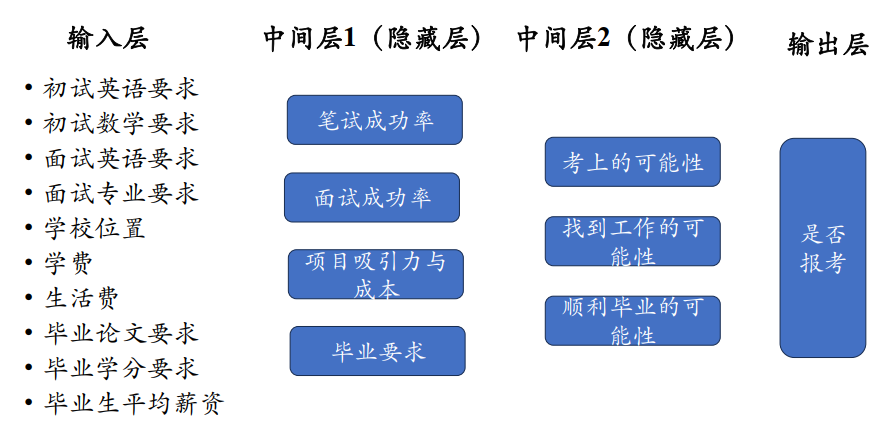 输入层
中间层1（隐藏层）
中间层2（隐藏层）
输出层
• 初试英语要求
• 初试数学要求
• 面试英语要求
• 面试专业要求
• 学校位置
• 学费
• 生活费
• 毕业论文要求
• 毕业学分要求
• 毕业生平均薪资
笔试成功率
面试成功率
项目吸引力与
成本
毕业要求
考上的可能性
找到工作的可
能性
顺利毕业的可
能性
是否
报考